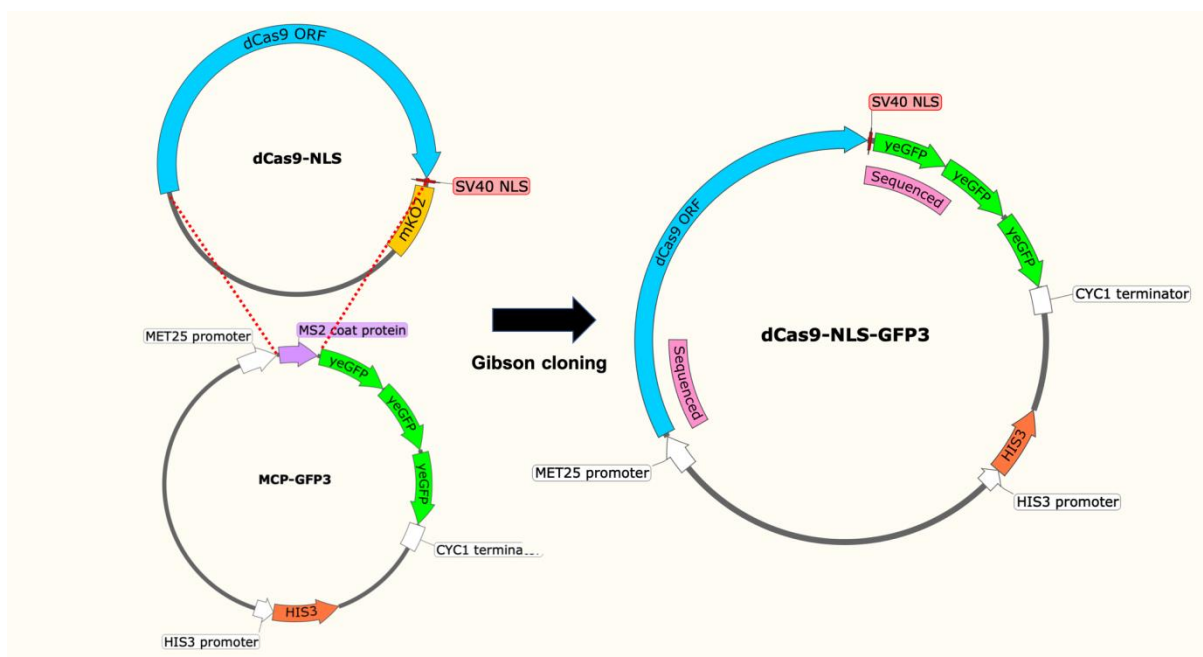 dCas9 ORF
dCas9-NLS
SV40 NLS
mKO2
MET25 promoter
MS2 coat protein
yeGFP
yeGFP
yeGFP
MCP-GFP3
CYC1 termina
HIS3
HIS3 promoter
Gibson cloning
SV40 NLS
yeGFP
yeGFP
yeGFP
Sequenced
dCas9 ORF
CYC1 terminator
dCas9-NLS-GFP3
Sequenced
MET25 promoter
HIS3
HIS3 promoter